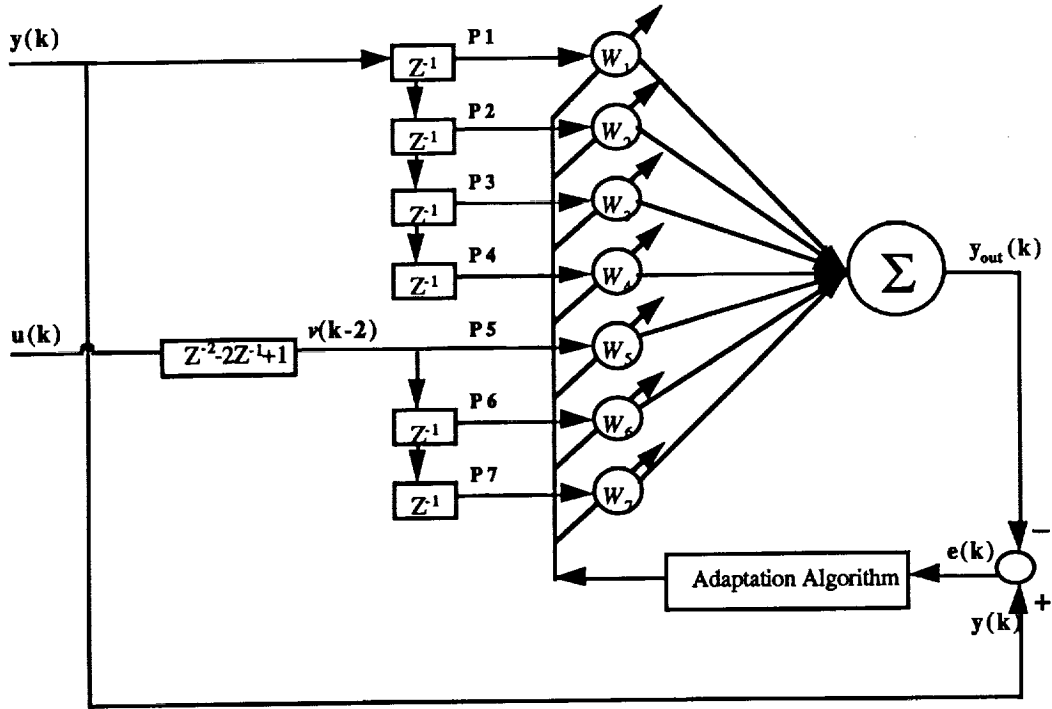 y(k)
P1
Z⁻¹
W₁
P2
Z⁻¹
W₂
P3
Z⁻¹
W₃
P4
Z⁻¹
W₄
Σ
y_out(k)
u(k)
Z⁻²-2Z⁻¹+1
v(k-2)
P5
W₅
P6
Z⁻¹
W₆
P7
Z⁻¹
W₇
−
e(k)
Adaptation Algorithm
+
y(k)